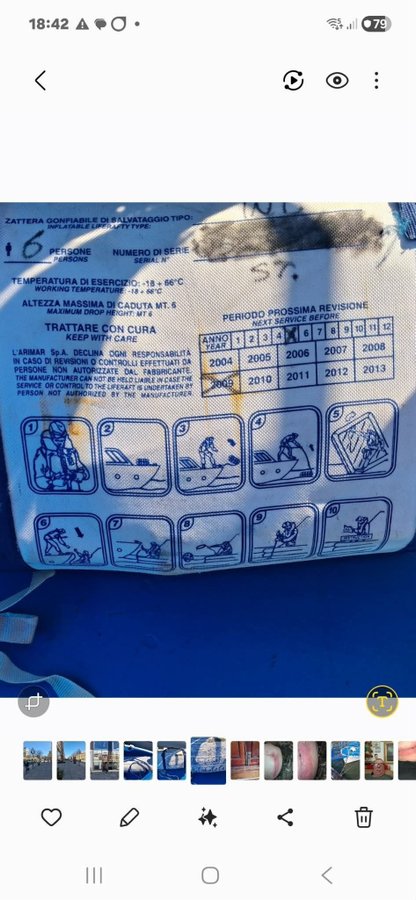 18:42
79
ZATTERA GONFIABILE DI SALVATAGGIO TIPO:
INFLATABLE LIFERAFT TYPE:
INT.
6 PERSONE
PERSONS
NUMERO DI SERIE
SERIAL N°
ST.
TEMPERATURA DI ESERCIZIO: -18 + 66°C
WORKING TEMPERATURE -18 + 66°C
ALTEZZA MASSIMA DI CADUTA MT. 6
MAXIMUM DROP HEIGHT: MT 6
TRATTARE CON CURA
KEEP WITH CARE
L'ARIMAR S.p.A. DECLINA OGNI RESPONSABILITÀ
IN CASO DI REVISIONI O CONTROLLI EFFETTUATI DA
PERSONE NON AUTORIZZATE DAL FABBRICANTE.
THE MANUFACTURER CAN NOT BE HELD LIABLE IN CASE THE
SERVICE OR CONTROL TO THE LIFERAFT IS UNDERTAKEN BY
PERSON NOT AUTHORIZED BY THE MANUFACTURER.
PERIODO PROSSIMA REVISIONE
NEXT SERVICE BEFORE
ANNO
YEAR
1 2 3 4 6 7 8 9 10 11 12
2004 2005 2006 2007 2008
2009 2010 2011 2012 2013
1 2 3 4 5
6 7 8 9 10
T